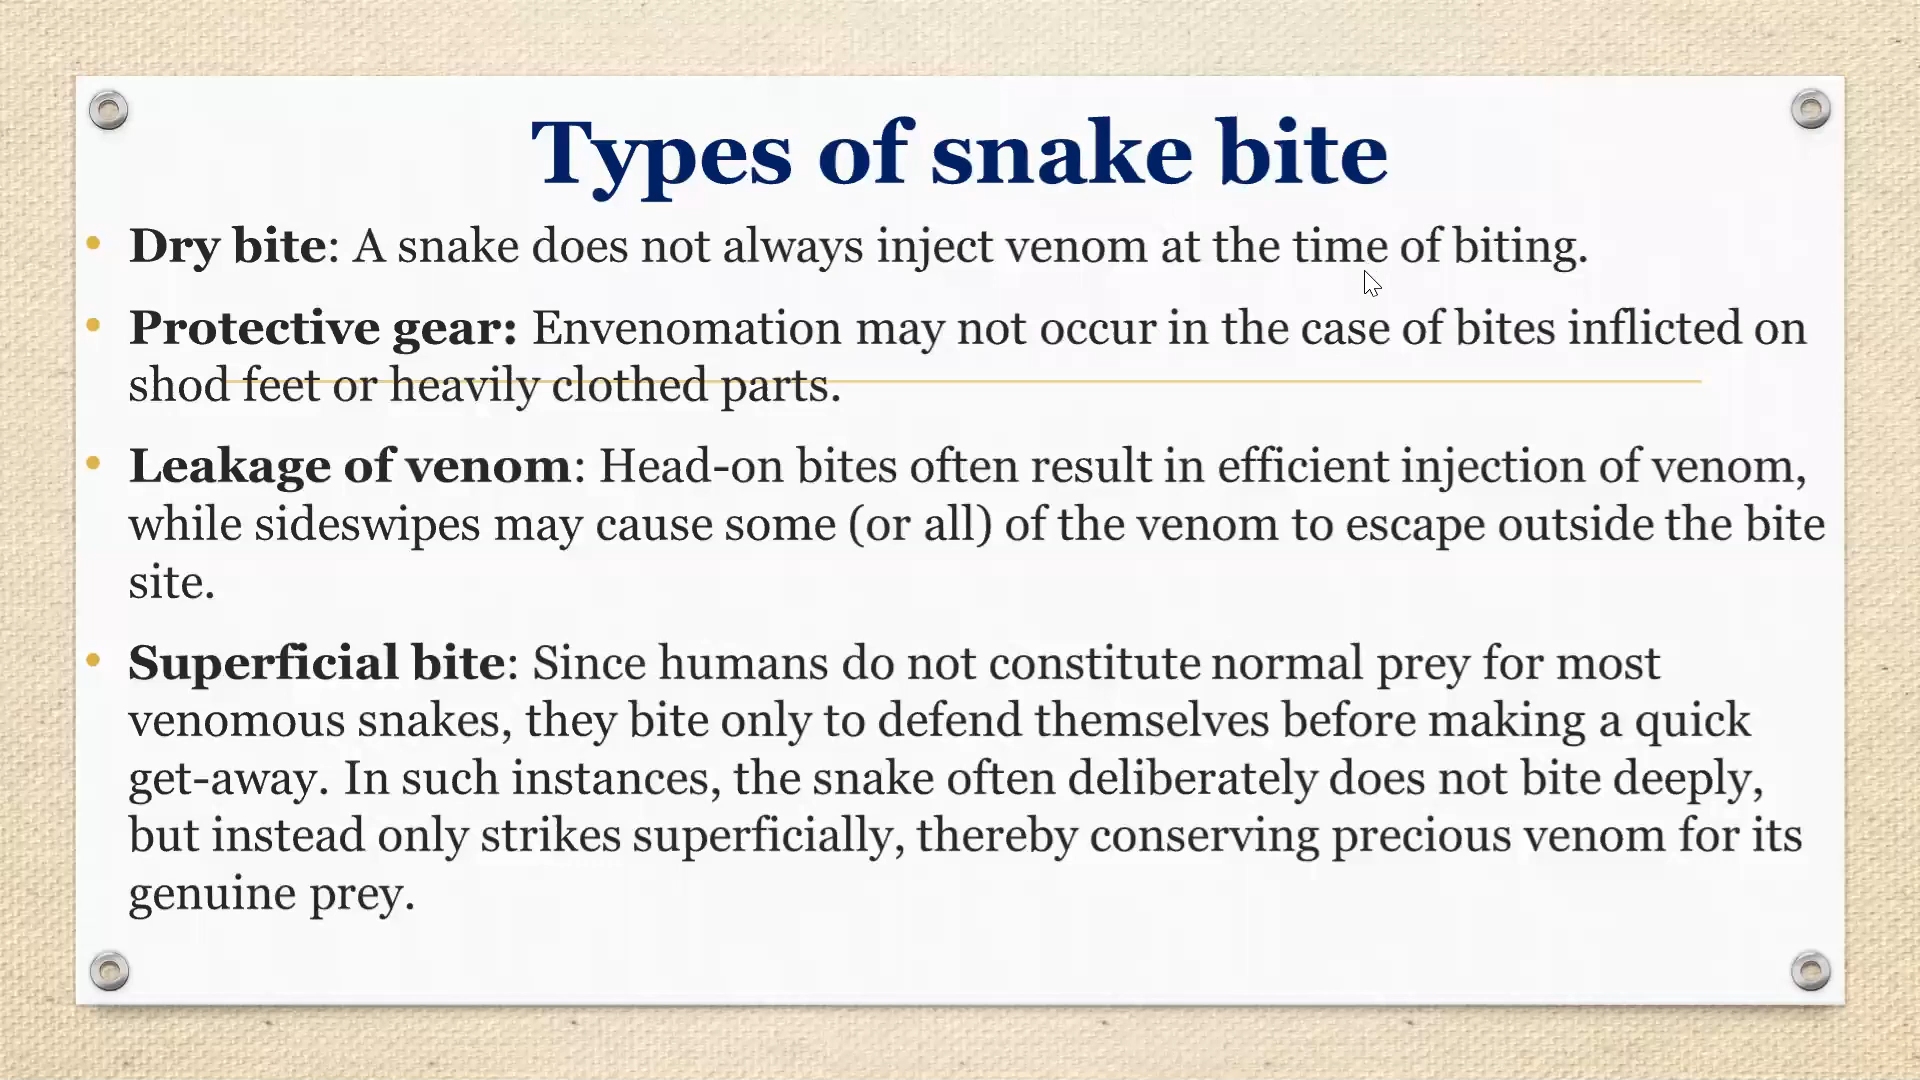 Types of snake bite
• Dry bite: A snake does not always inject venom at the time of biting.
• Protective gear: Envenomation may not occur in the case of bites inflicted on
shod feet or heavily clothed parts.
• Leakage of venom: Head-on bites often result in efficient injection of venom,
while sideswipes may cause some (or all) of the venom to escape outside the bite
site.
• Superficial bite: Since humans do not constitute normal prey for most
venomous snakes, they bite only to defend themselves before making a quick
get-away. In such instances, the snake often deliberately does not bite deeply,
but instead only strikes superficially, thereby conserving precious venom for its
genuine prey.